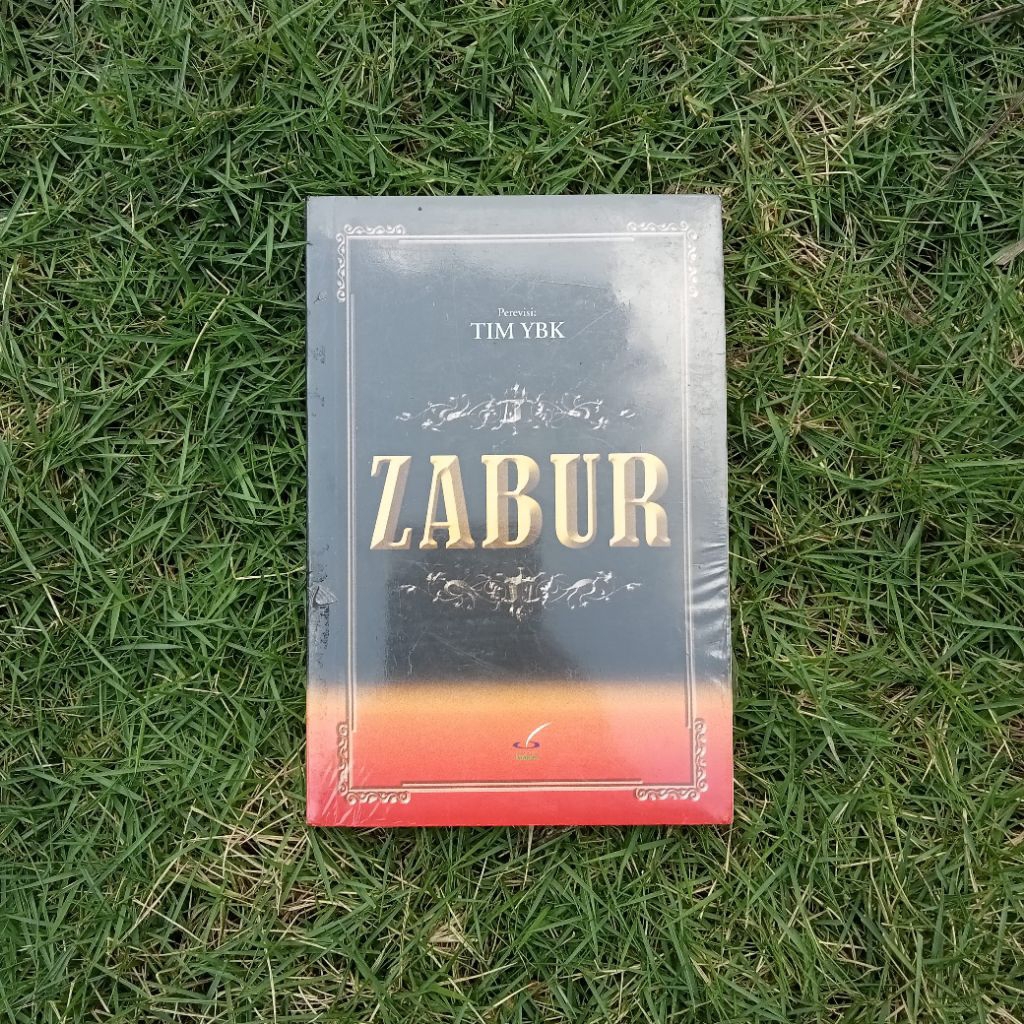 Perevisi:
TIM YBK
ZABUR